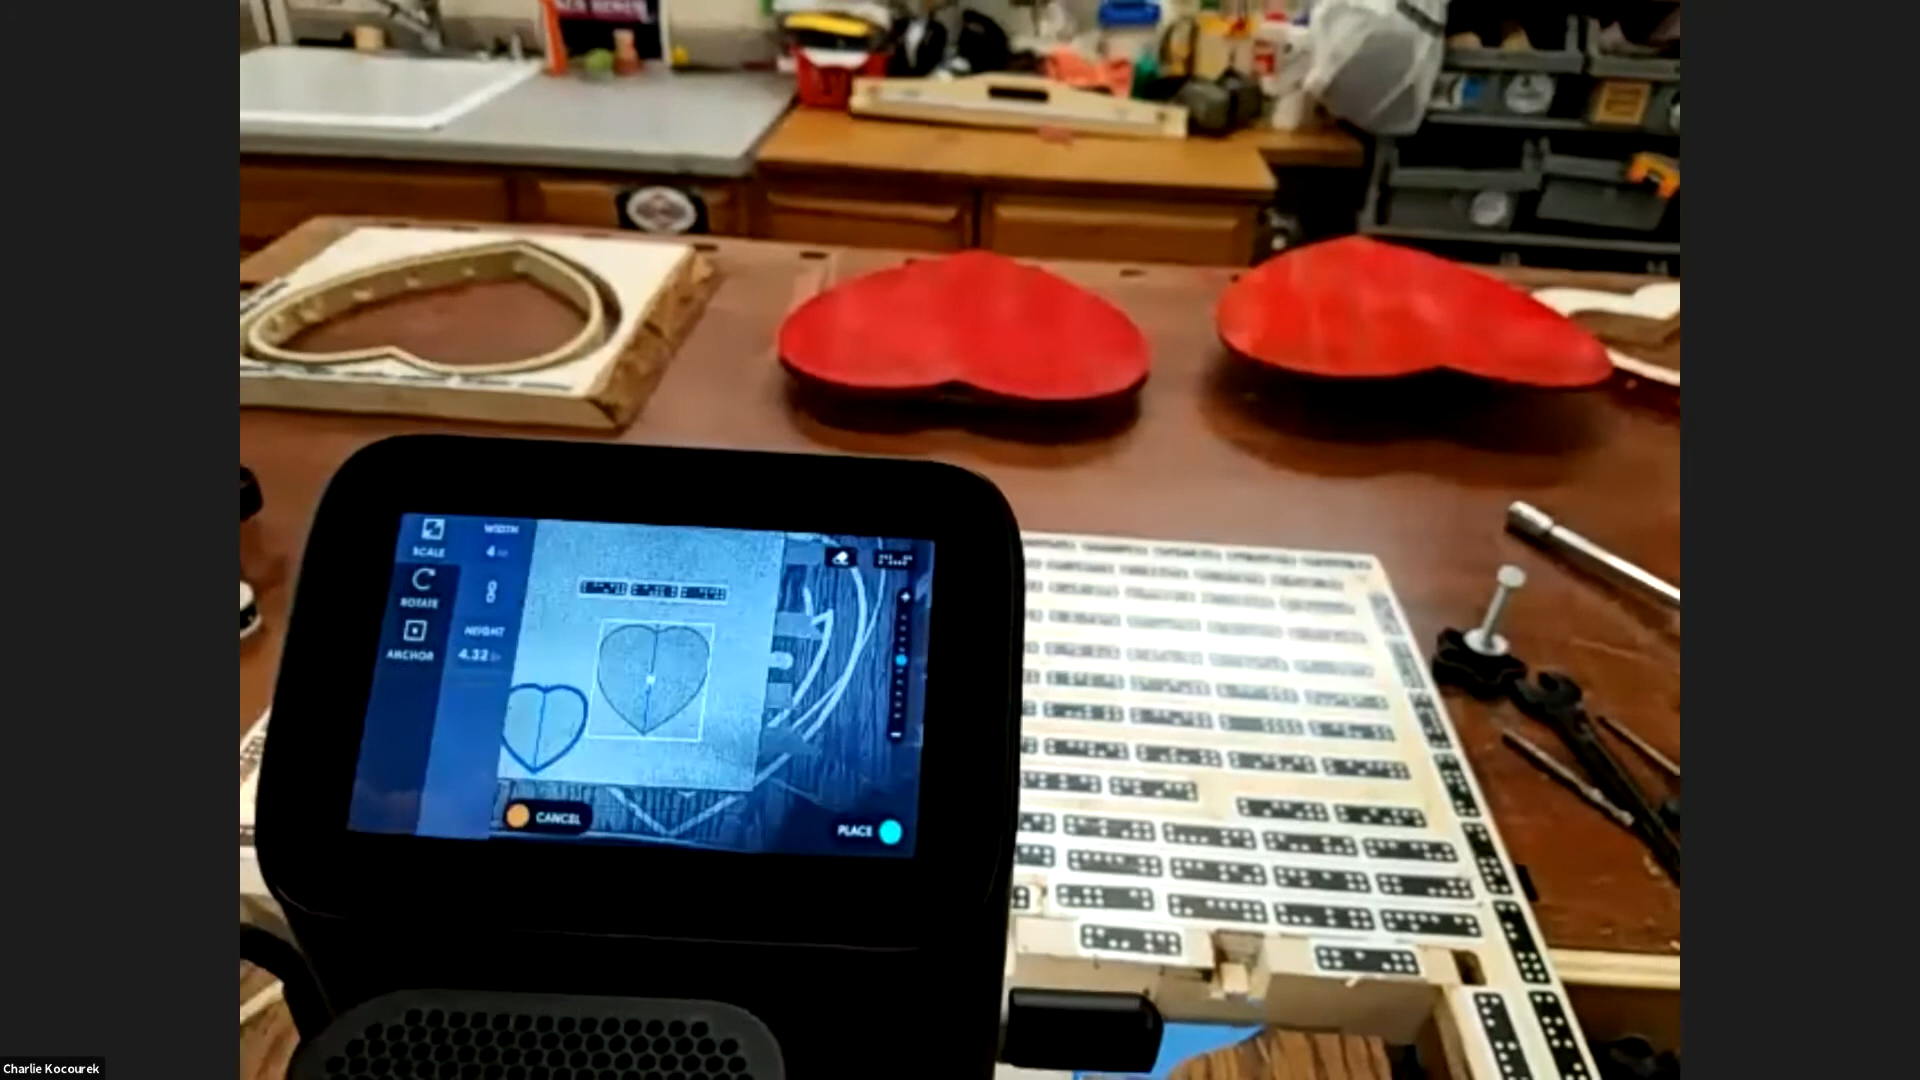 WIDTH
4 in
SCALE
ROTATE
HEIGHT
4.32 in
ANCHOR
CANCEL
PLACE
Charlie Kocourek